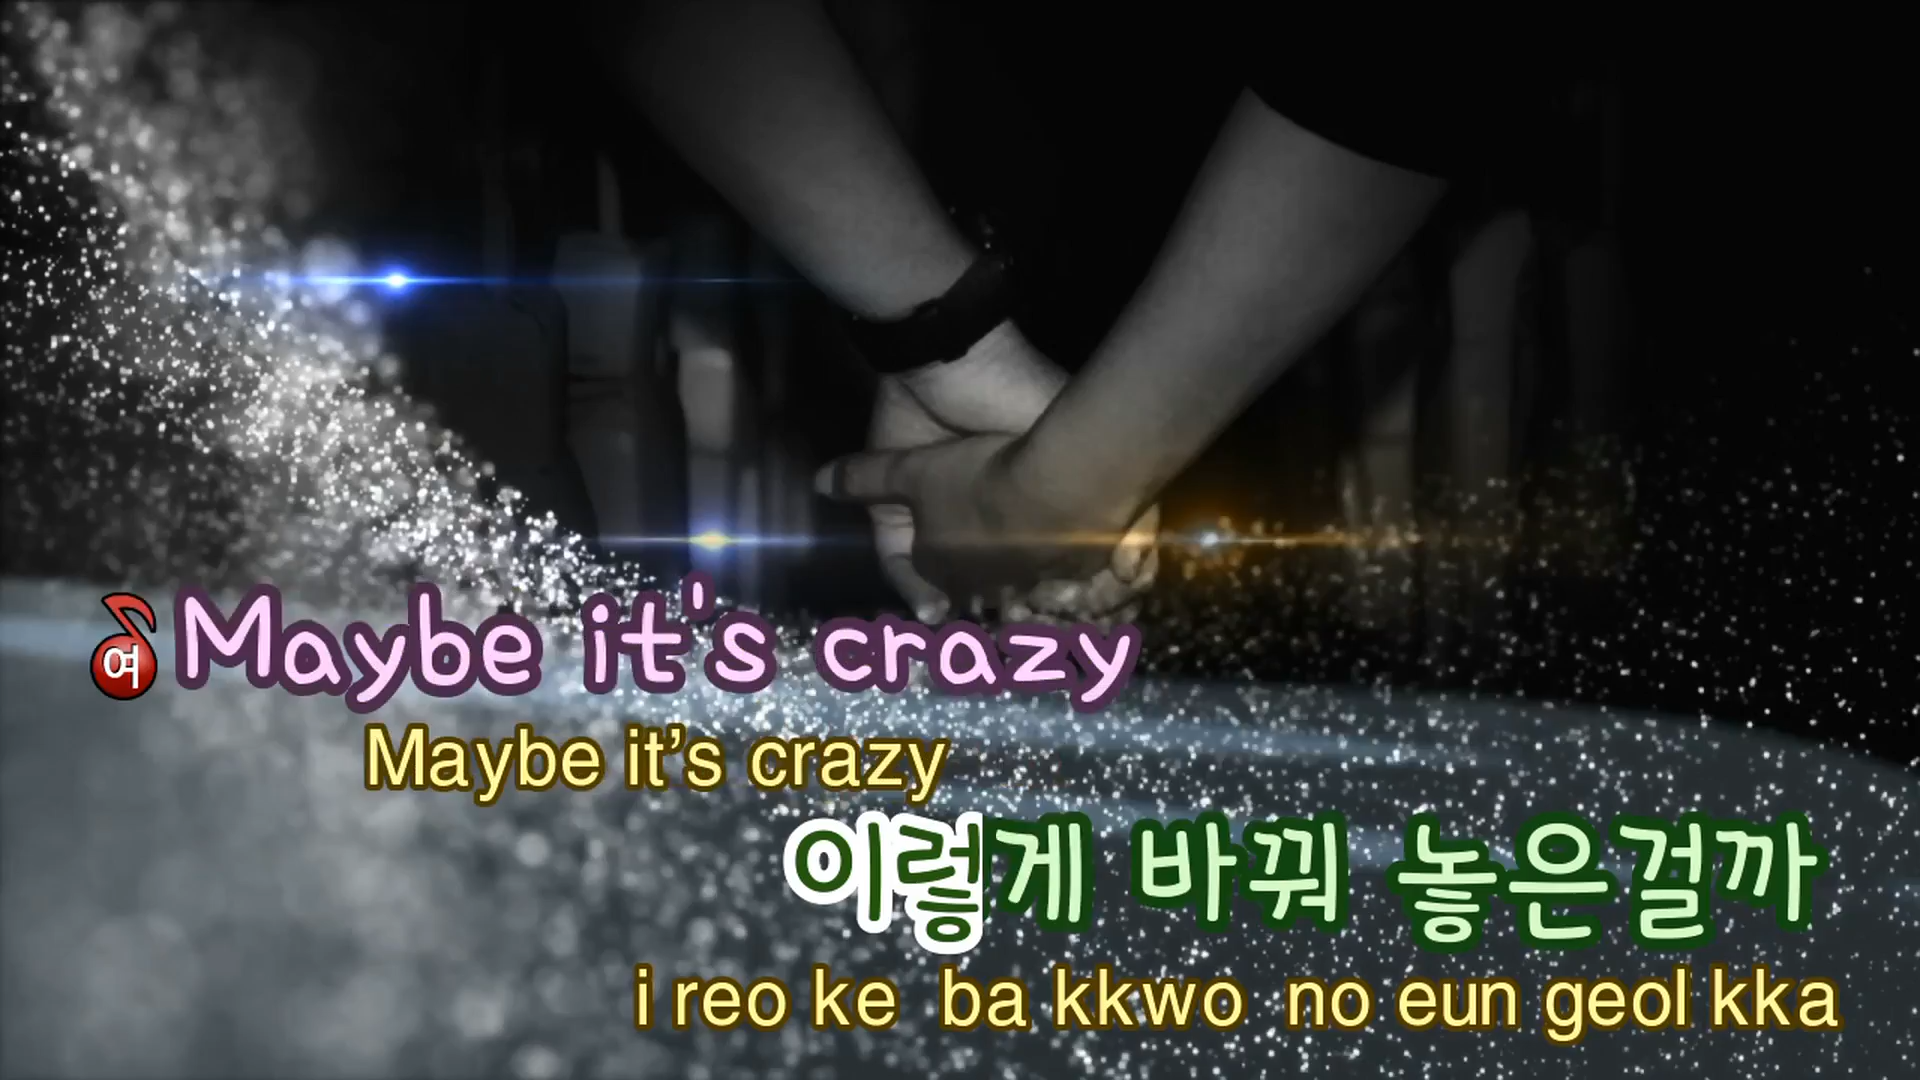 여 Maybe it's crazy
Maybe it’s crazy
이렇게 바꿔 놓은걸까
i reo ke ba kkwo no eun geol kka